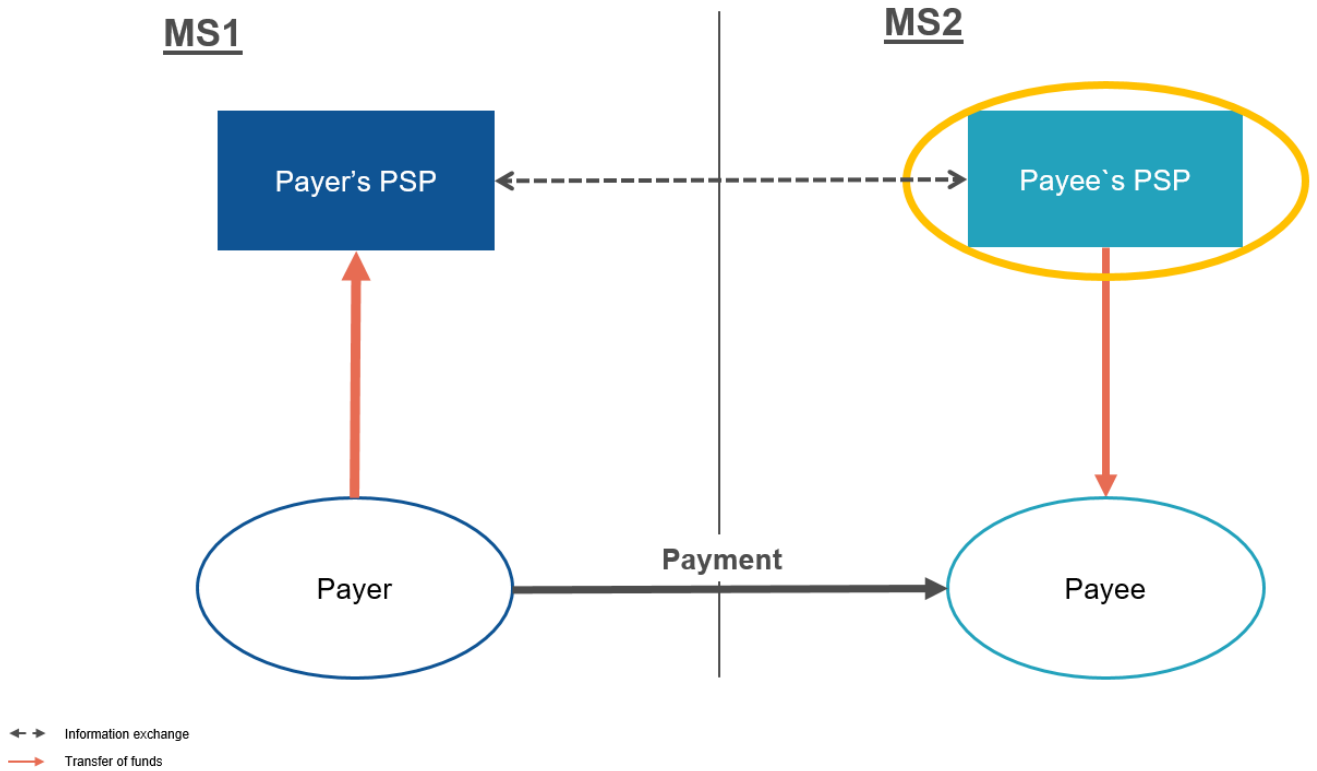 MS1
MS2
Payer’s PSP
Payee`s PSP
Payment
Payer
Payee
Information exchange
Transfer of funds